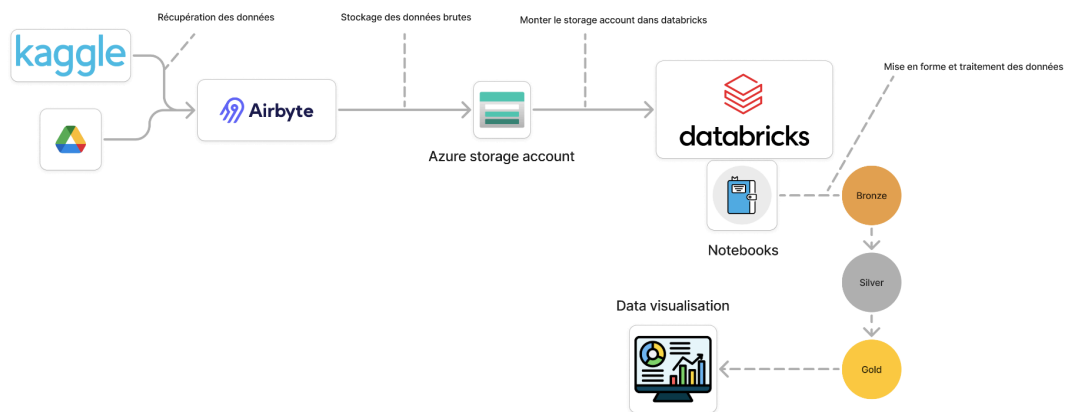 Récupération des données
Stockage des données brutes
Monter le storage account dans databricks
kaggle
Mise en forme et traitement des données
Airbyte
databricks
Azure storage account
Bronze
Notebooks
Silver
Data visualisation
Gold